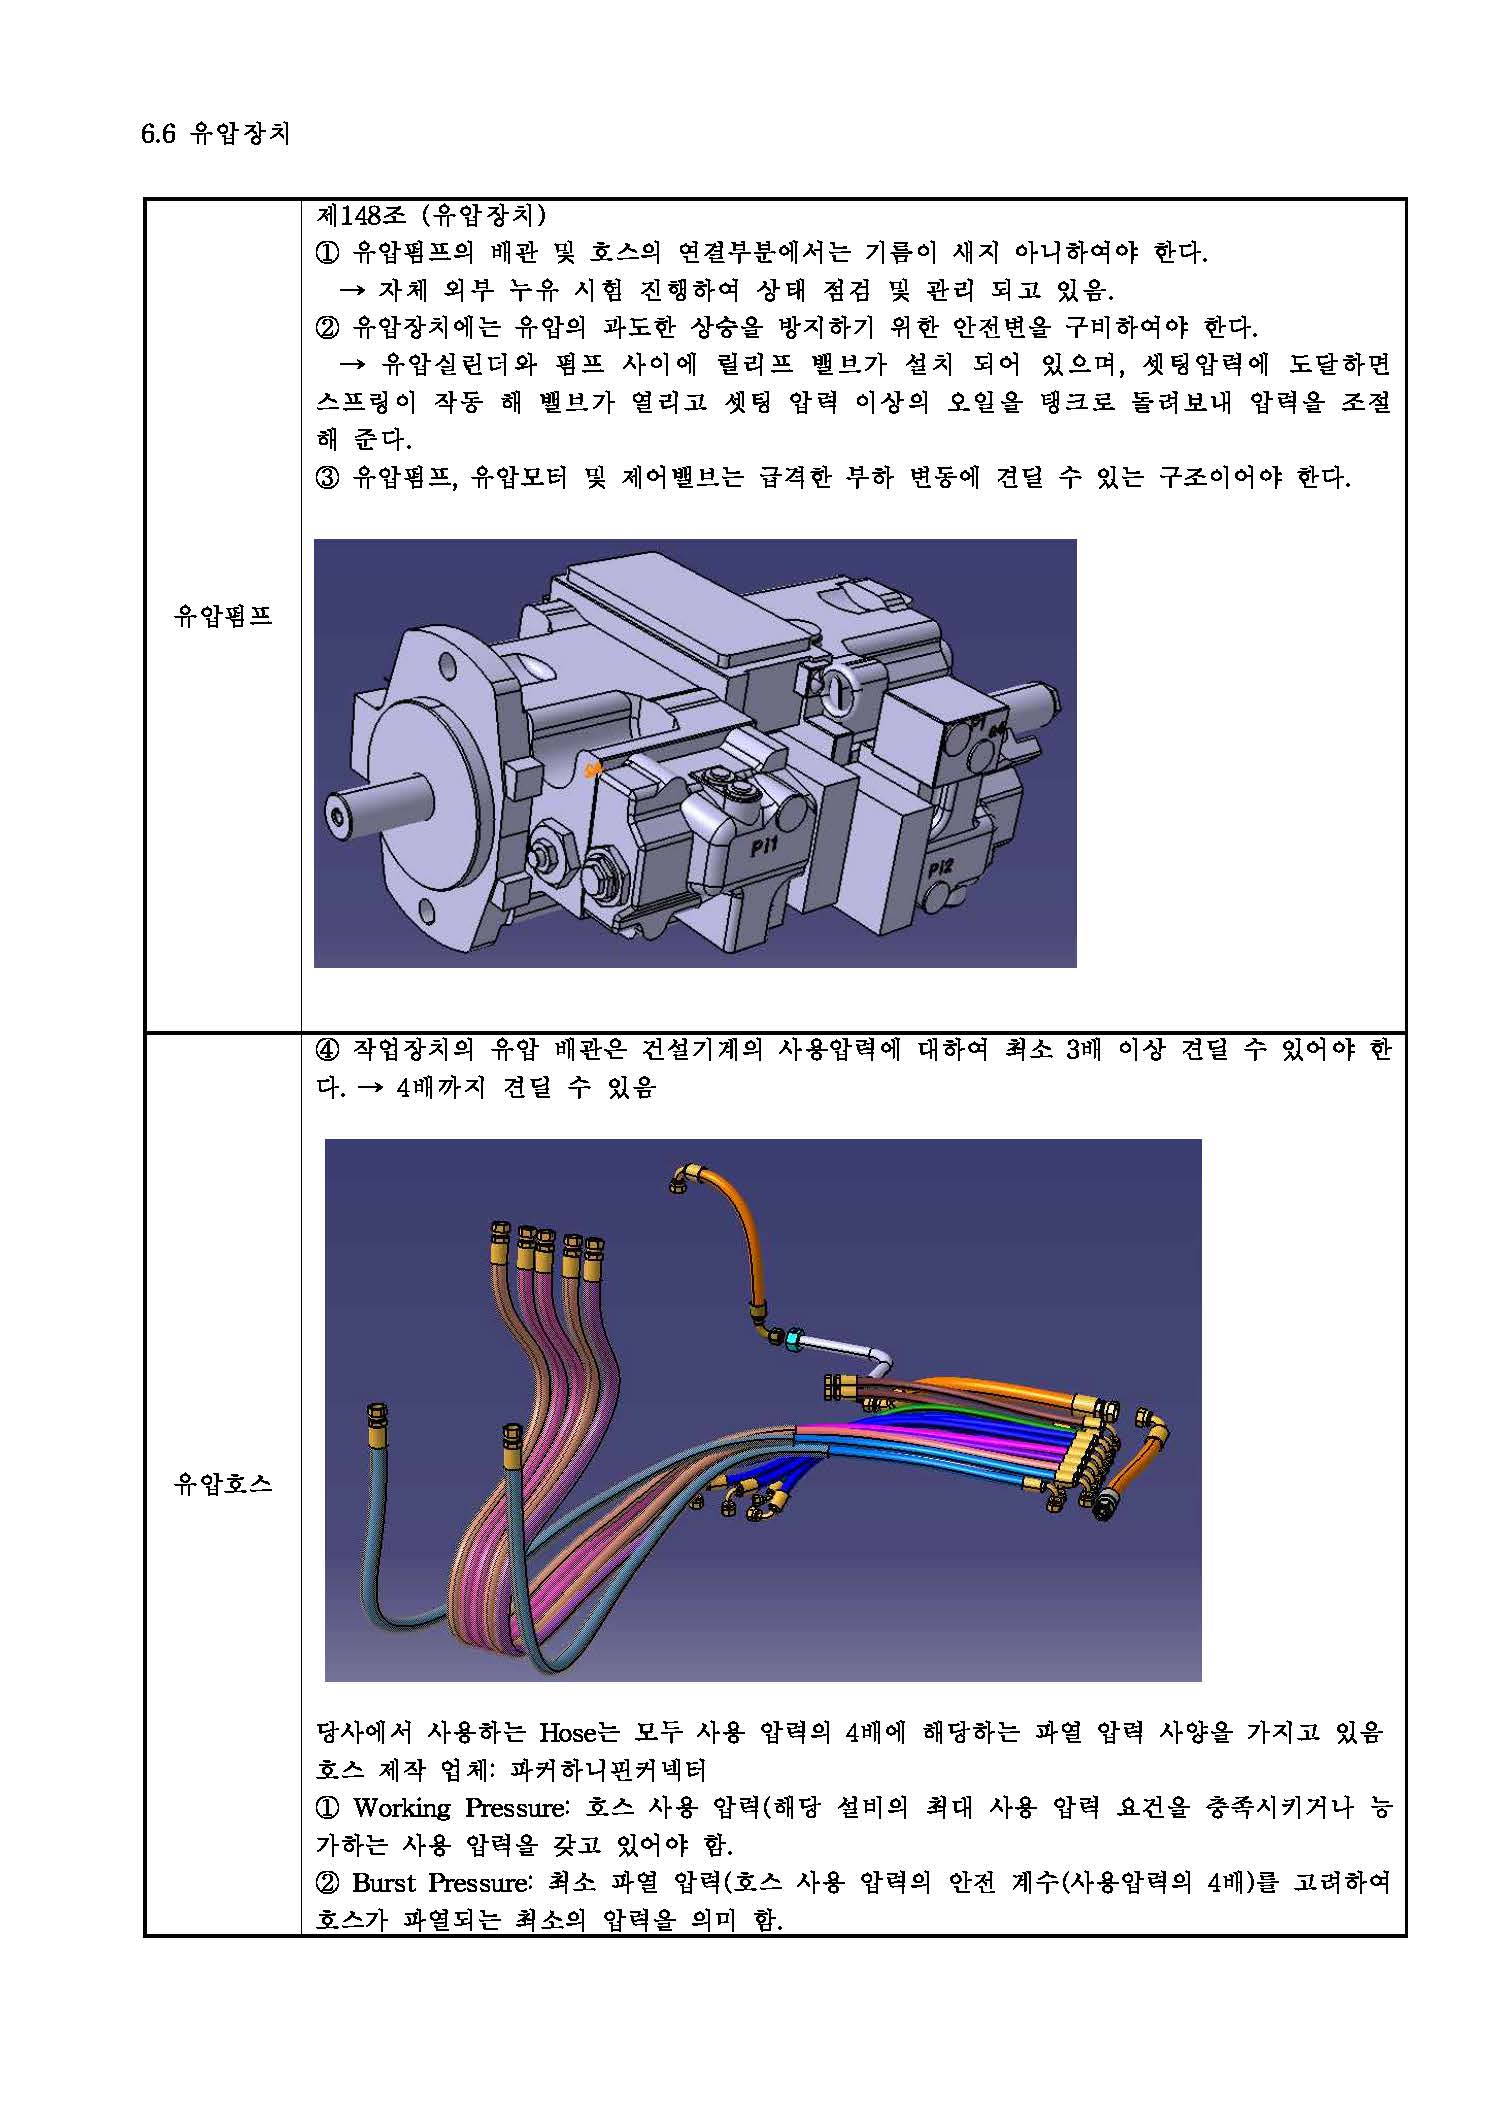 6.6 유압장치
제148조 (유압장치)
① 유압펌프의 배관 및 호스의 연결부분에서는 기름이 새지 아니하여야 한다.
→ 자체 외부 누유 시험 진행하여 상태 점검 및 관리 되고 있음.
② 유압장치에는 유압의 과도한 상승을 방지하기 위한 안전변을 구비하여야 한다.
→ 유압실린더와 펌프 사이에 릴리프 밸브가 설치 되어 있으며, 셋팅압력에 도달하면
스프링이 작동 해 밸브가 열리고 셋팅 압력 이상의 오일을 탱크로 돌려보내 압력을 조절
해 준다.
③ 유압펌프, 유압모터 및 제어밸브는 급격한 부하 변동에 견딜 수 있는 구조이어야 한다.
유압펌프
Pi1
Pi2
④ 작업장치의 유압 배관은 건설기계의 사용압력에 대하여 최소 3배 이상 견딜 수 있어야 한
다. → 4배까지 견딜 수 있음
유압호스
당사에서 사용하는 Hose는 모두 사용 압력의 4배에 해당하는 파열 압력 사양을 가지고 있음
호스 제작 업체: 파커하니핀커넥터
① Working Pressure: 호스 사용 압력(해당 설비의 최대 사용 압력 요건을 충족시키거나 능
가하는 사용 압력을 갖고 있어야 함.
② Burst Pressure: 최소 파열 압력(호스 사용 압력의 안전 계수(사용압력의 4배)를 고려하여
호스가 파열되는 최소의 압력을 의미 함.